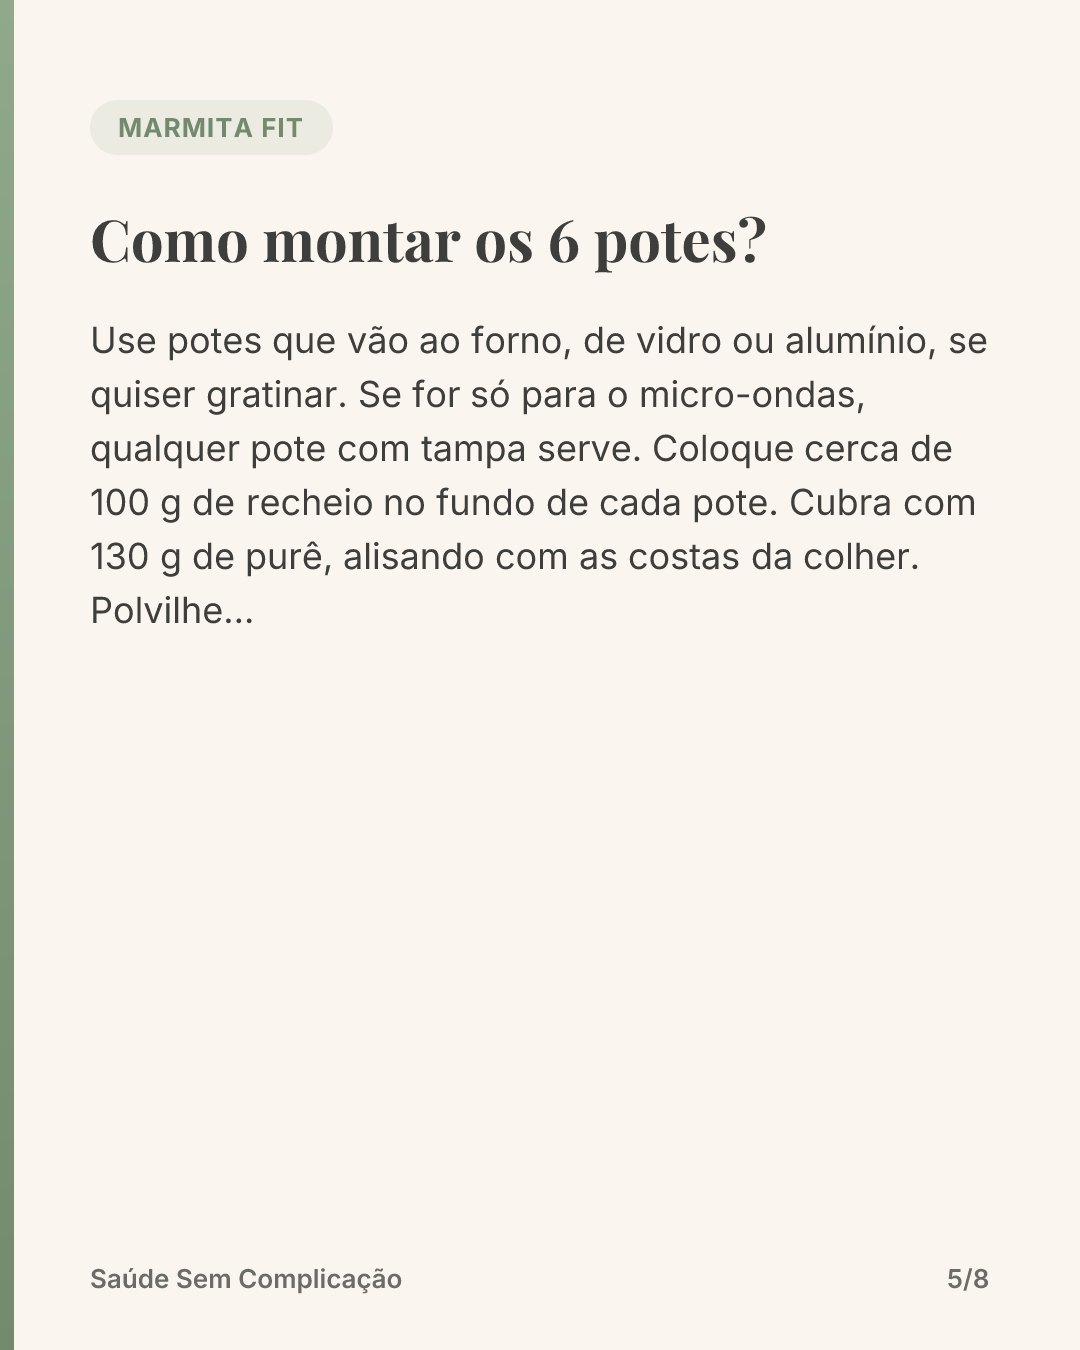 MARMITA FIT
Como montar os 6 potes?
Use potes que vão ao forno, de vidro ou alumínio, se
quiser gratinar. Se for só para o micro-ondas,
qualquer pote com tampa serve. Coloque cerca de
100 g de recheio no fundo de cada pote. Cubra com
130 g de purê, alisando com as costas da colher.
Polvilhe...
Saúde Sem Complicação
5/8